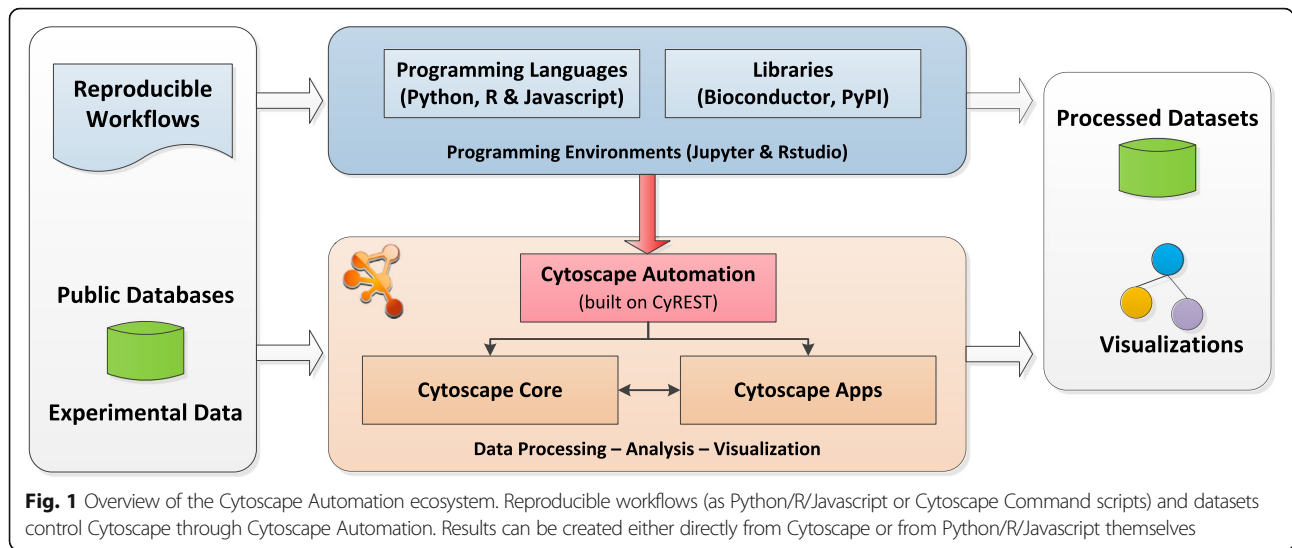 Reproducible
Workflows
Public Databases
Experimental Data
Programming Languages
(Python, R & Javascript)
Libraries
(Bioconductor, PyPI)
Programming Environments (Jupyter & Rstudio)
Cytoscape Automation
(built on CyREST)
Cytoscape Core
Cytoscape Apps
Data Processing – Analysis – Visualization
Processed Datasets
Visualizations
Fig. 1 Overview of the Cytoscape Automation ecosystem. Reproducible workflows (as Python/R/Javascript or Cytoscape Command scripts) and datasets
control Cytoscape through Cytoscape Automation. Results can be created either directly from Cytoscape or from Python/R/Javascript themselves